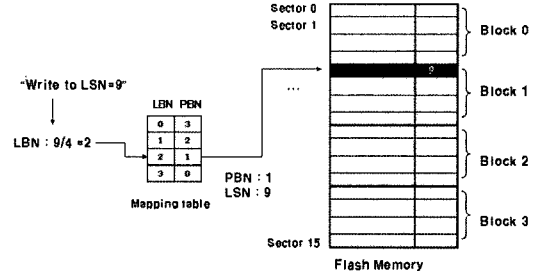 Sector 0
Sector 1
Block 0
9
"Write to LSN=9"
...
Block 1
LBN PBN
0 3
LBN : 9/4 =2
1 2
2 1
3 0
PBN : 1
LSN : 9
Block 2
Mapping table
Block 3
Sector 15
Flash Memory